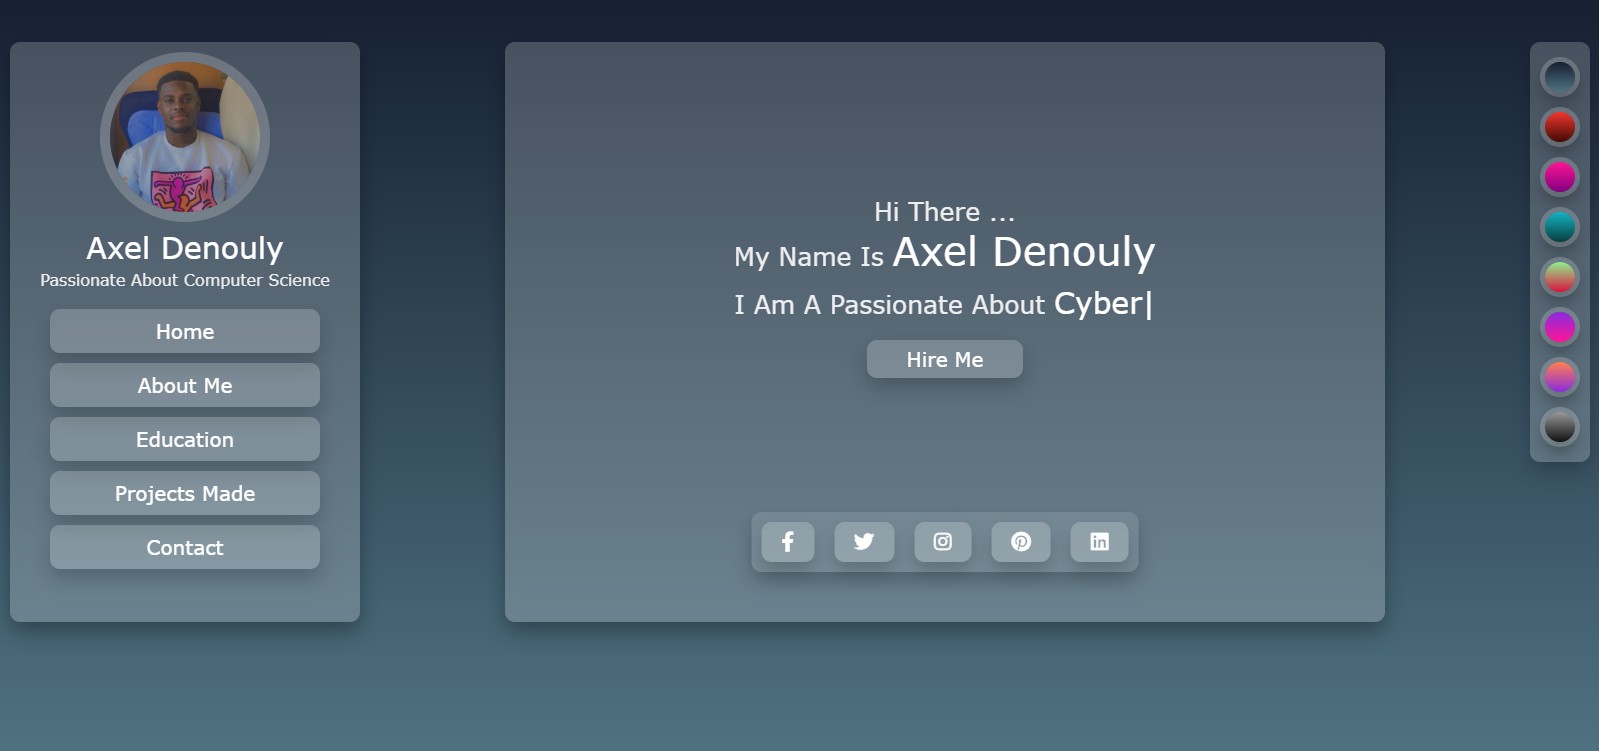 Axel Denouly
Passionate About Computer Science
Home
About Me
Education
Projects Made
Contact
Hi There ...
My Name Is Axel Denouly
I Am A Passionate About Cyber|
Hire Me